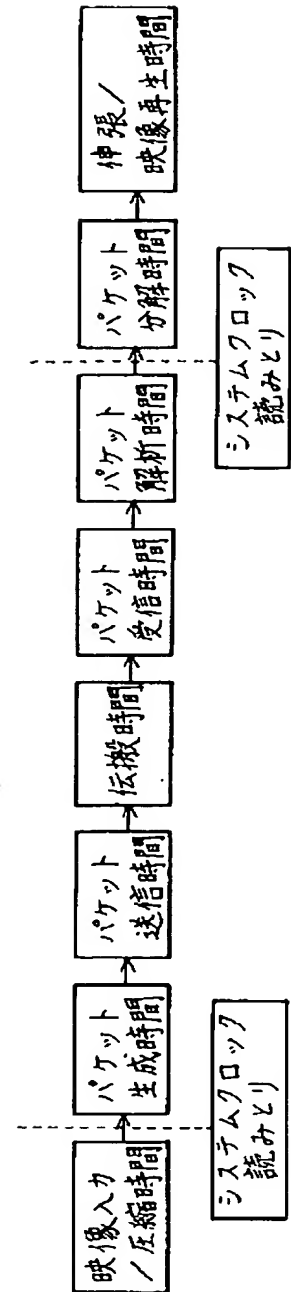 映像入力
／圧縮時間
パケット
生成時間
パケット
送信時間
伝搬時間
パケット
受信時間
パケット
解析時間
パケット
分解時間
伸張／
映像再生時間
システムクロック
読みとり
システムクロック
読みとり